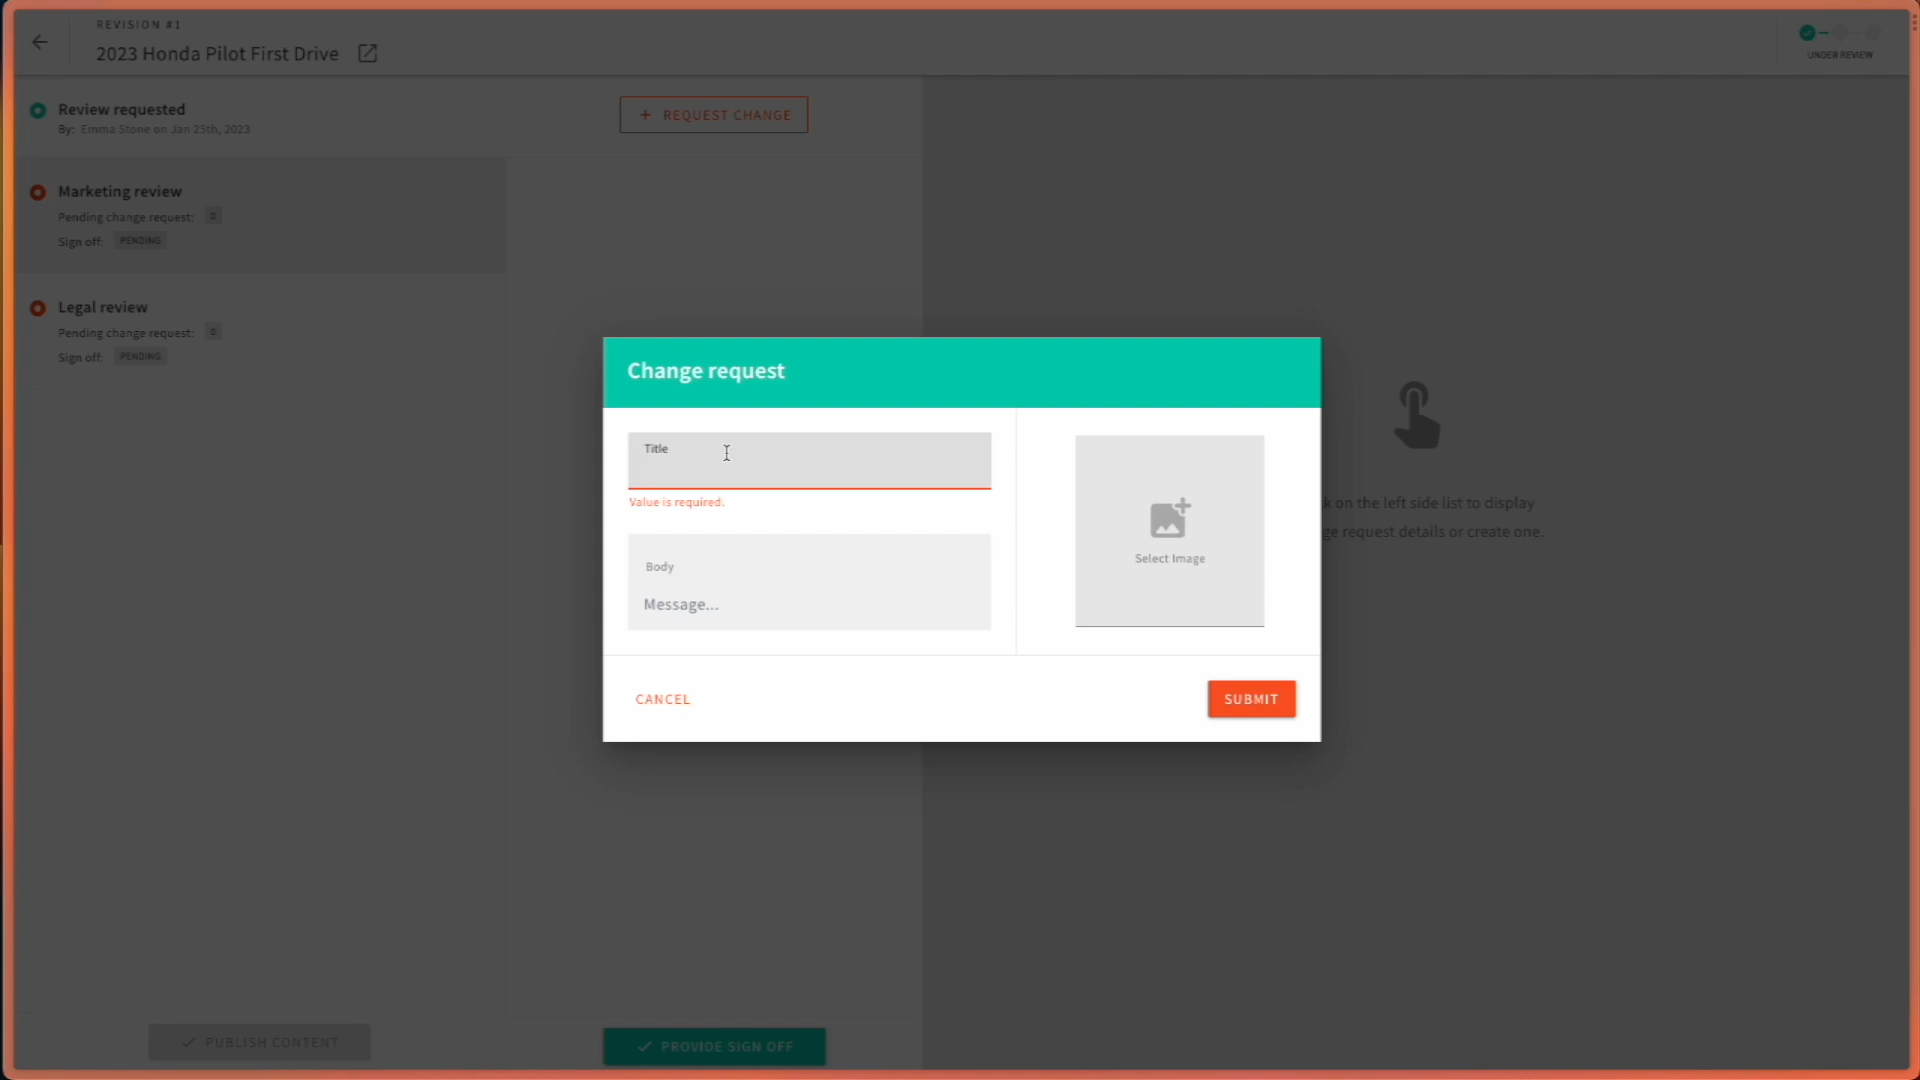 REVISION #1
2023 Honda Pilot First Drive
UNDER REVIEW
Review requested
By: Emma Stone on Jan 25th, 2023
+ REQUEST CHANGE
Marketing review
Pending change request: 0
Sign off: PENDING
Legal review
Pending change request: 0
Sign off: PENDING
Change request
Title
Value is required.
Body
Message...
Select Image
CANCEL
SUBMIT
k on the left side list to display
ge request details or create one.
PUBLISH CONTENT
PROVIDE SIGN OFF